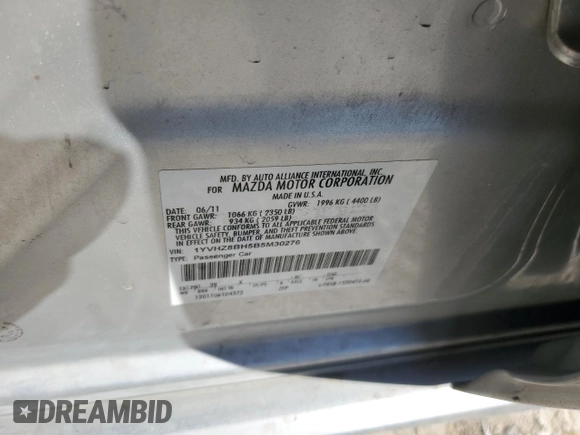 MFD. BY AUTO ALLIANCE INTERNATIONAL, INC.
FOR MAZDA MOTOR CORPORATION
MADE IN U.S.A.
DATE: 06/11 GVWR: 1996 KG ( 4400 LB)
FRONT GAWR: 1066 KG ( 2350 LB)
REAR GAWR: 934 KG ( 2059 LB)
THIS VEHICLE CONFORMS TO ALL APPLICABLE FEDERAL MOTOR
VEHICLE SAFETY, BUMPER, AND THEFT PREVENTION STANDARDS
IN EFFECT ON THE DATE OF MANUFACTURE SHOWN ABOVE.
VIN: 1YVHZ8BH5B5M30276
TYPE: Passenger Car
DREAMBID